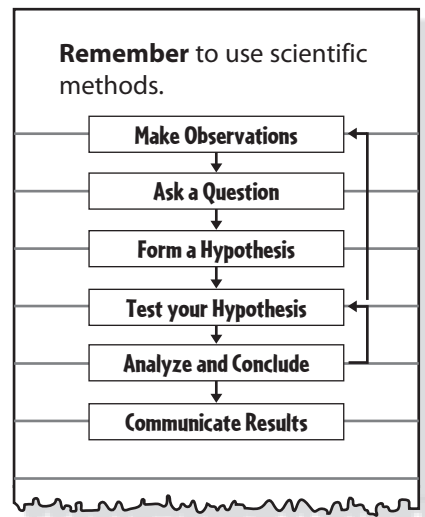 Remember to use scientific
methods.
Make Observations
Ask a Question
Form a Hypothesis
Test your Hypothesis
Analyze and Conclude
Communicate Results